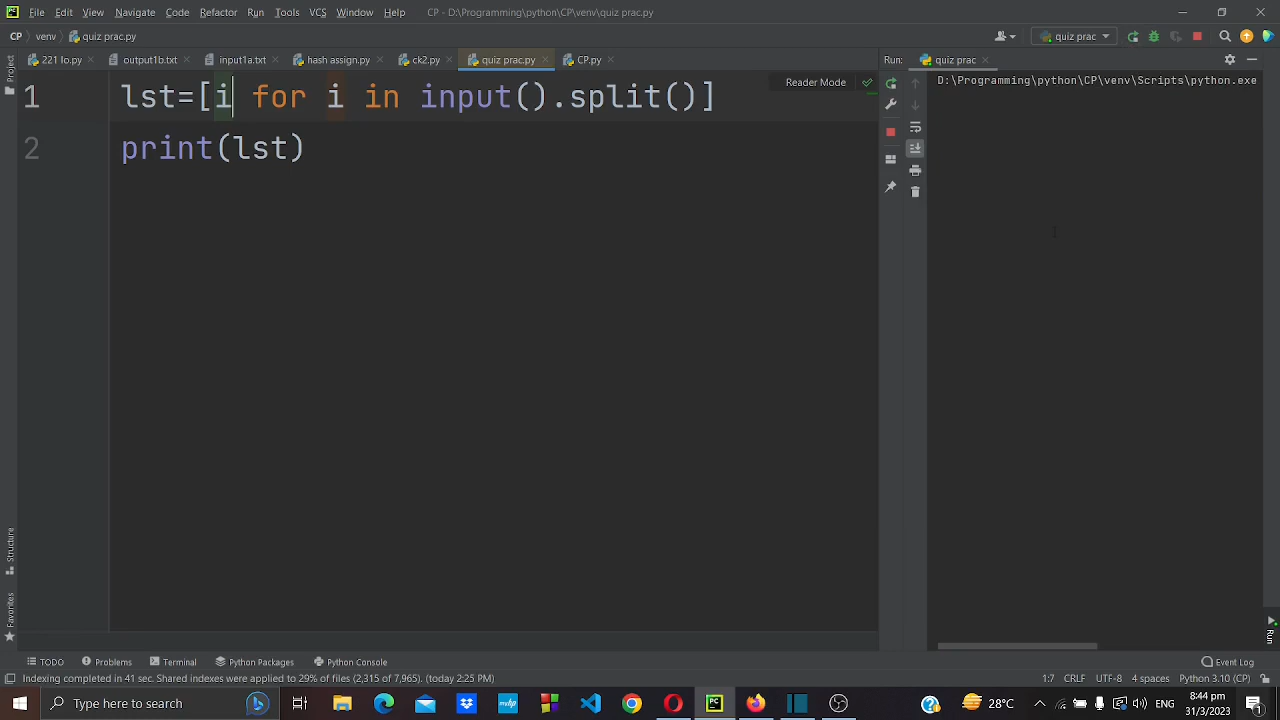 File Edit View Navigate Code Refactor Run Tools VCS Window Help CP - D:\Programming\python\CP\venv\quiz prac.py
CP venv quiz prac.py quiz prac
221 lo.py output1b.txt input1a.txt hash assign.py ck2.py quiz prac.py CP.py Run: quiz prac
Project
Reader Mode
D:\Programming\python\CP\venv\Scripts\python.exe
1 lst=[i for i in input().split()]
2 print(lst)
Structure
Favorites
Run
TODO Problems Terminal Python Packages Python Console Event Log
Indexing completed in 41 sec. Shared indexes were applied to 29% of files (2,315 of 7,965). (today 2:25 PM) 1:7 CRLF UTF-8 4 spaces Python 3.10 (CP)
Type here to search
PC
28°C ENG
8:44 pm
31/3/2023